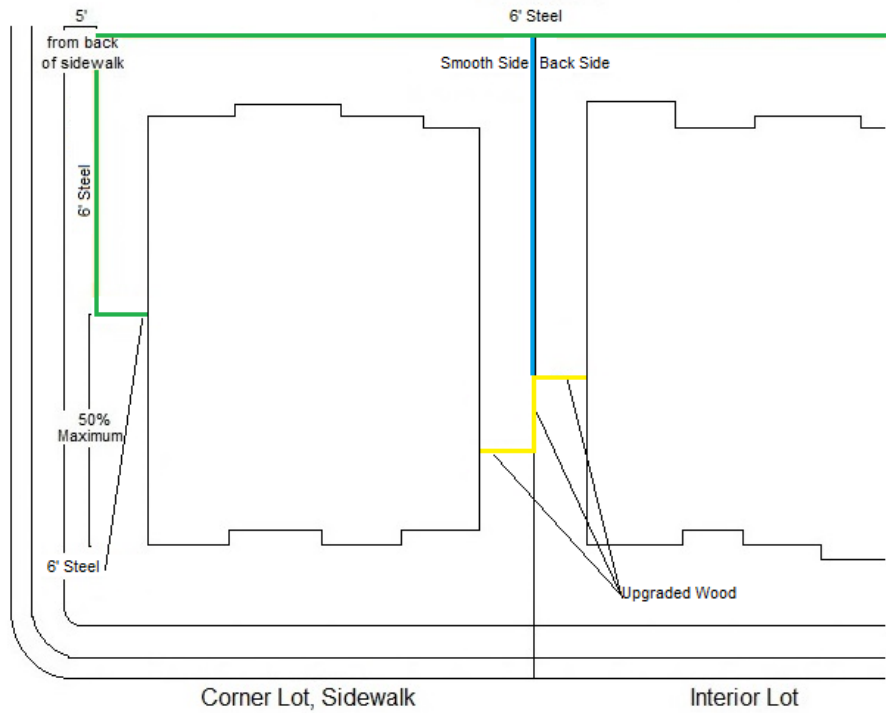 5'
6' Steel
from back
of sidewalk
Smooth Side
Back Side
6' Steel
50%
Maximum
6' Steel
Upgraded Wood
Corner Lot, Sidewalk
Interior Lot